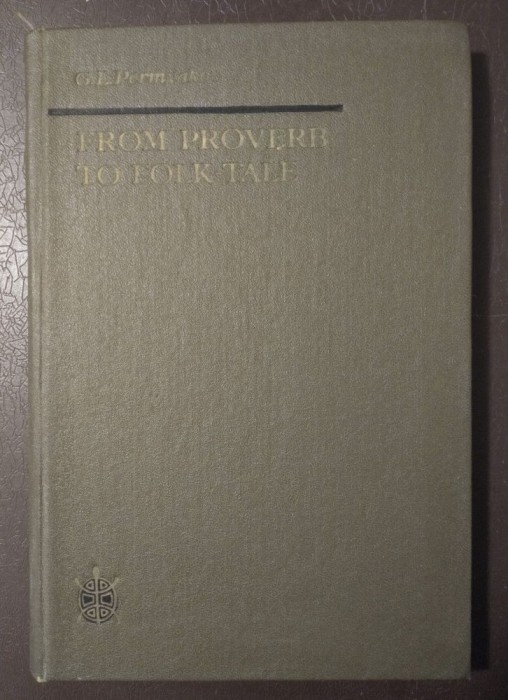 G.L. Permyakov
FROM PROVERB
TO FOLK-TALE